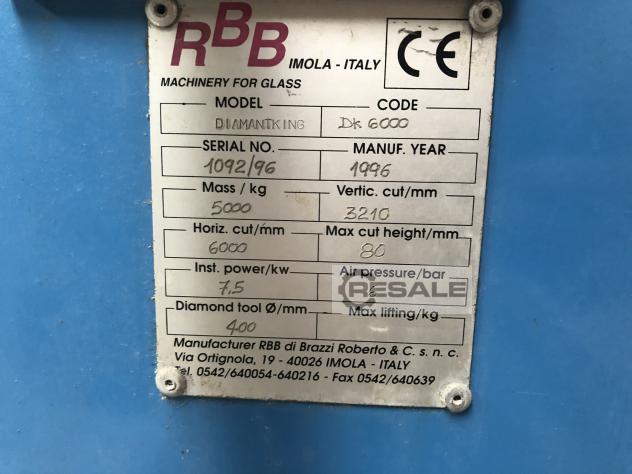 RBB IMOLA - ITALY CE
MACHINERY FOR GLASS
MODEL CODE
DIAMANTKING DK 6000
SERIAL NO. MANUF. YEAR
1092/96 1996
Mass / kg Vertic. cut/mm
5000 3210
Horiz. cut/mm Max cut height/mm
6000 80
Inst. power/kw Air pressure/bar
7,5
RESALE
Diamond tool Ø/mm Max lifting/kg
400
Manufacturer RBB di Brazzi Roberto & C. s. n. c.
Via Ortignola, 19 - 40026 IMOLA - ITALY
Tel. 0542/640054-640216 - Fax 0542/640639